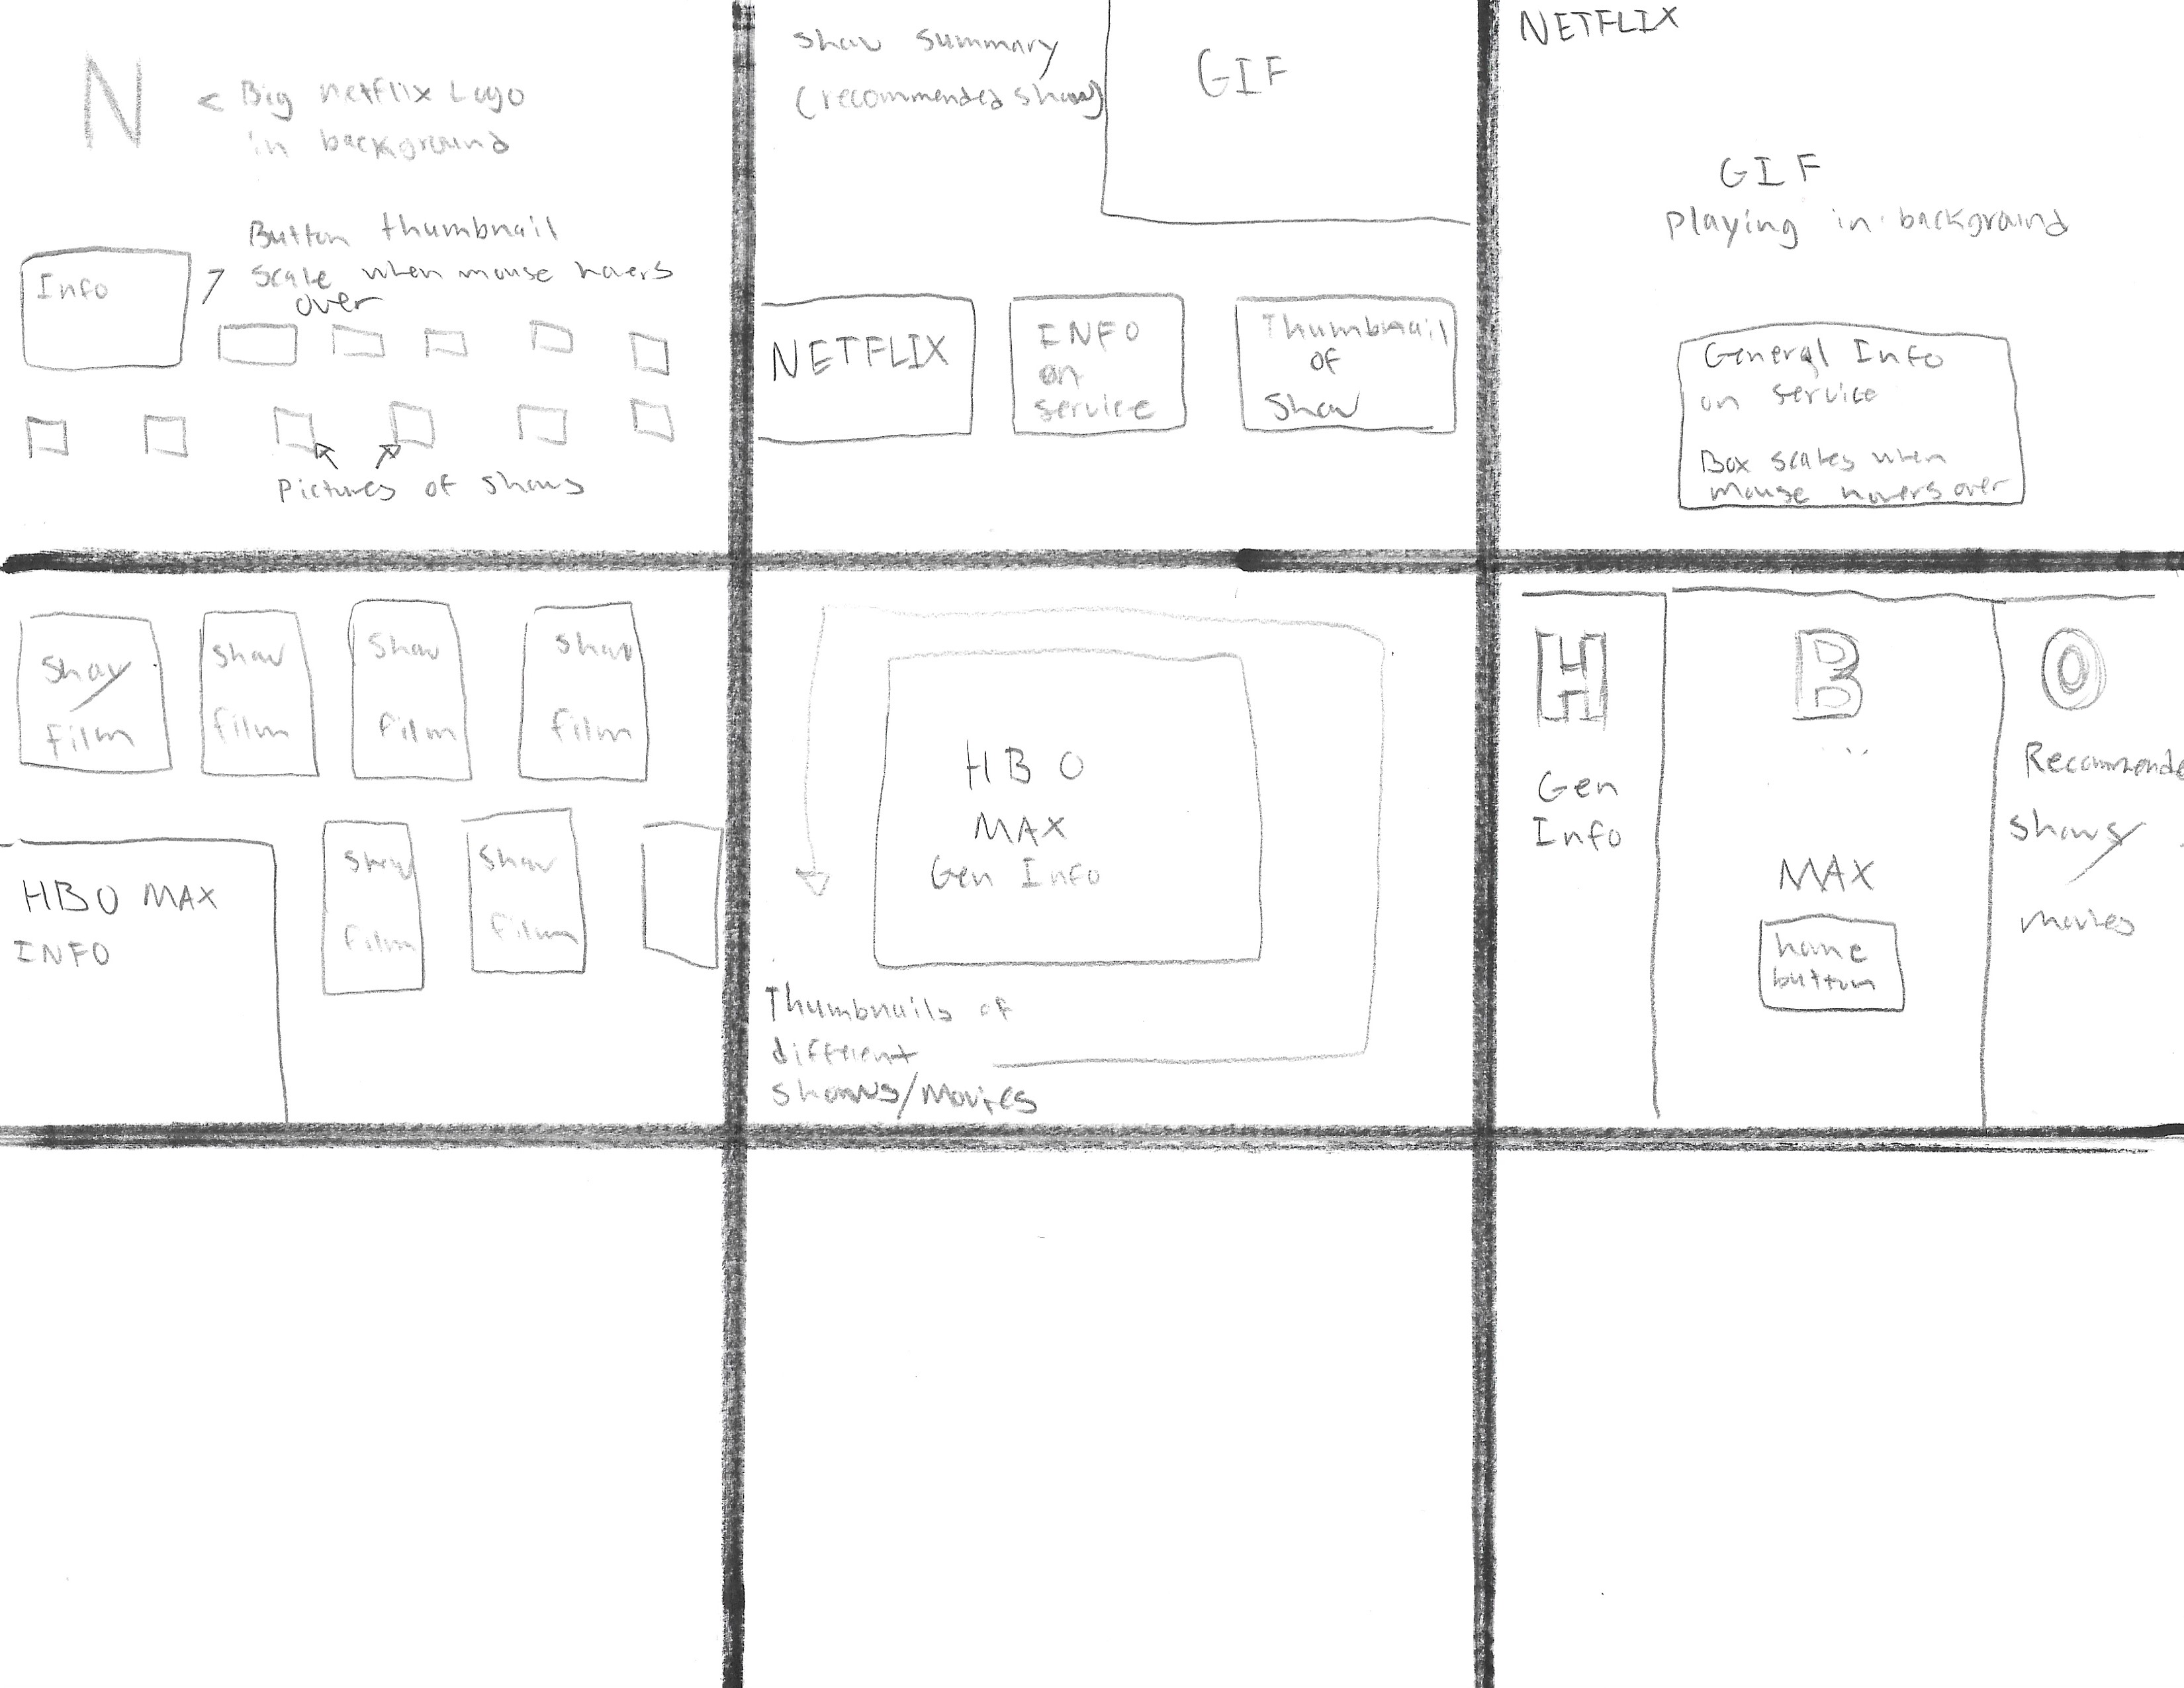 N
< Big netflix Logo
in background
Button thumbnail
scale when mouse hovers
over
Info
Pictures of shows
Show summary
(recommended show)
GIF
NETFLIX
INFO
on
service
Thumbnail
of
Show
NETFLIX
GIF
Playing in background
General Info
on service
Box scales when
mouse hovers over
Show/
Film
Show
Film
Show
Film
Show
Film
HBO MAX
INFO
Show
Film
Show
Film
HBO
MAX
Gen Info
Thumbnails of
different
shows/movies
H
Gen
Info
B
MAX
home
button
O
Recommende
Shows/
movies